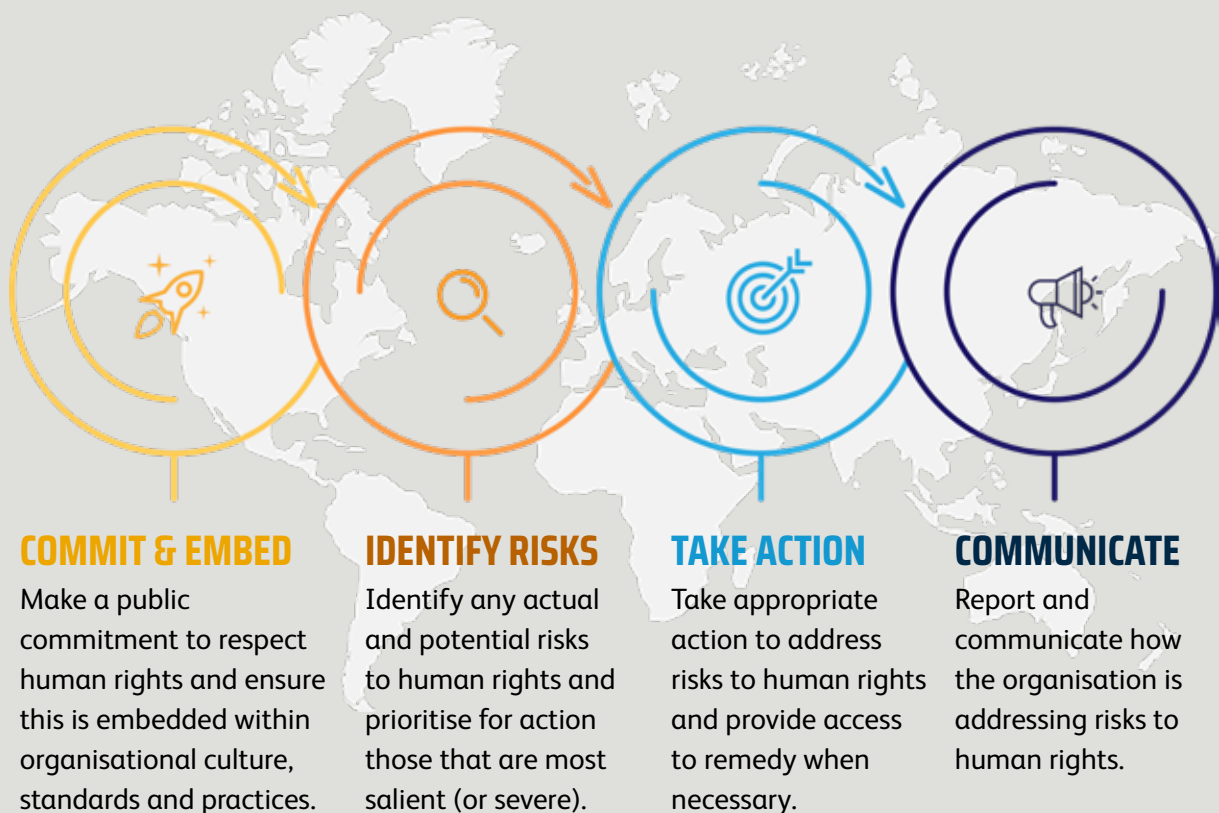 COMMIT & EMBED
Make a public
commitment to respect
human rights and ensure
this is embedded within
organisational culture,
standards and practices.
IDENTIFY RISKS
Identify any actual
and potential risks
to human rights and
prioritise for action
those that are most
salient (or severe).
TAKE ACTION
Take appropriate
action to address
risks to human rights
and provide access
to remedy when
necessary.
COMMUNICATE
Report and
communicate how
the organisation is
addressing risks to
human rights.